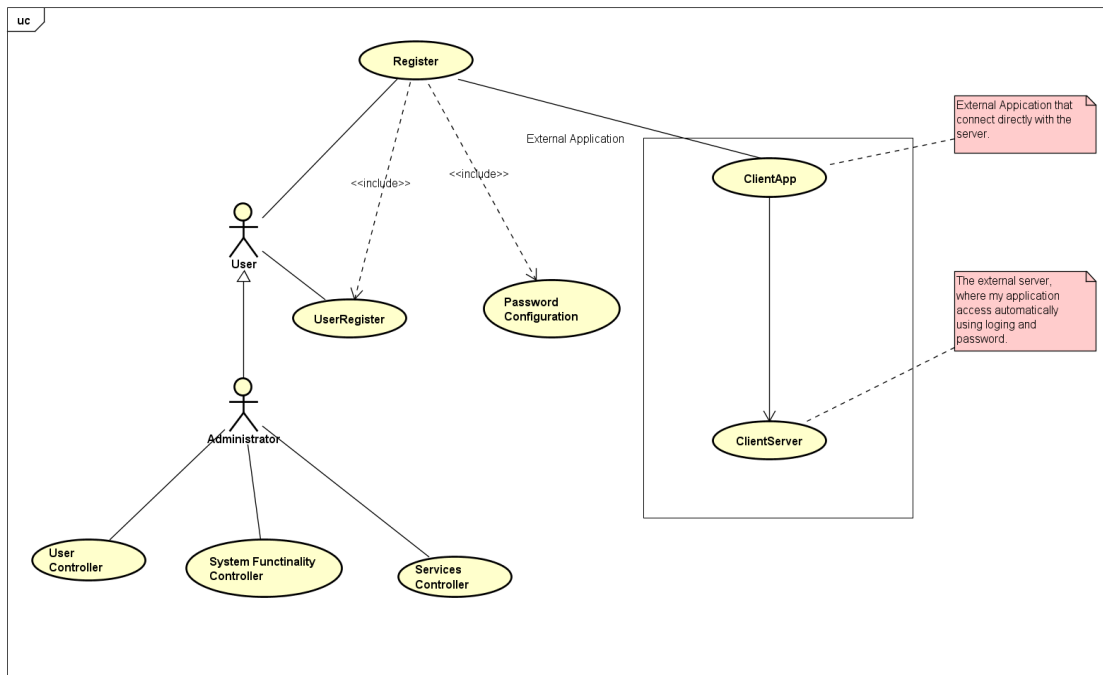 uc
Register
External Appication that
connect directly with the
server.
External Application
<<include>>
<<include>>
ClientApp
User
UserRegister
Password
Configuration
The external server,
where my application
access automatically
using loging and
password.
Administrator
ClientServer
User
Controller
System Functinality
Controller
Services
Controller